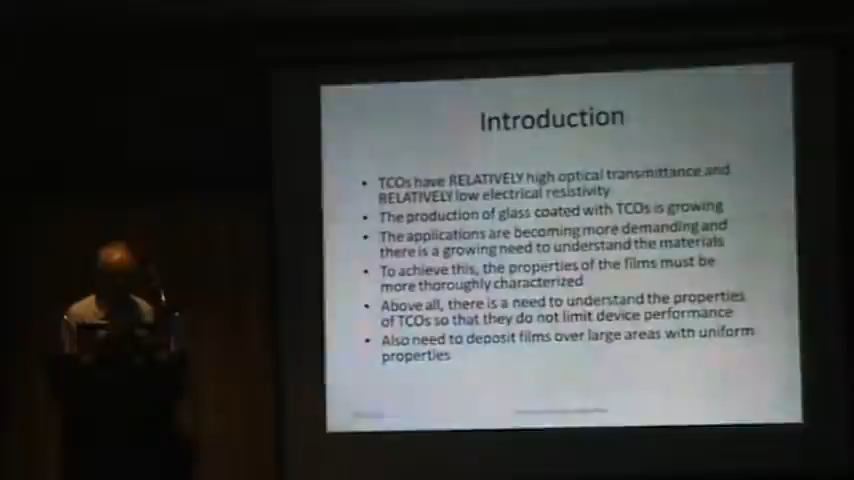 Introduction
• TCOs have RELATIVELY high optical transmittance and
RELATIVELY low electrical resistivity
• The production of glass coated with TCOs is growing
• The applications are becoming more demanding and
there is a growing need to understand the materials
• To achieve this, the properties of the films must be
more thoroughly characterized
• Above all, there is a need to understand the properties
of TCOs so that they do not limit device performance
• Also need to deposit films over large areas with uniform
properties